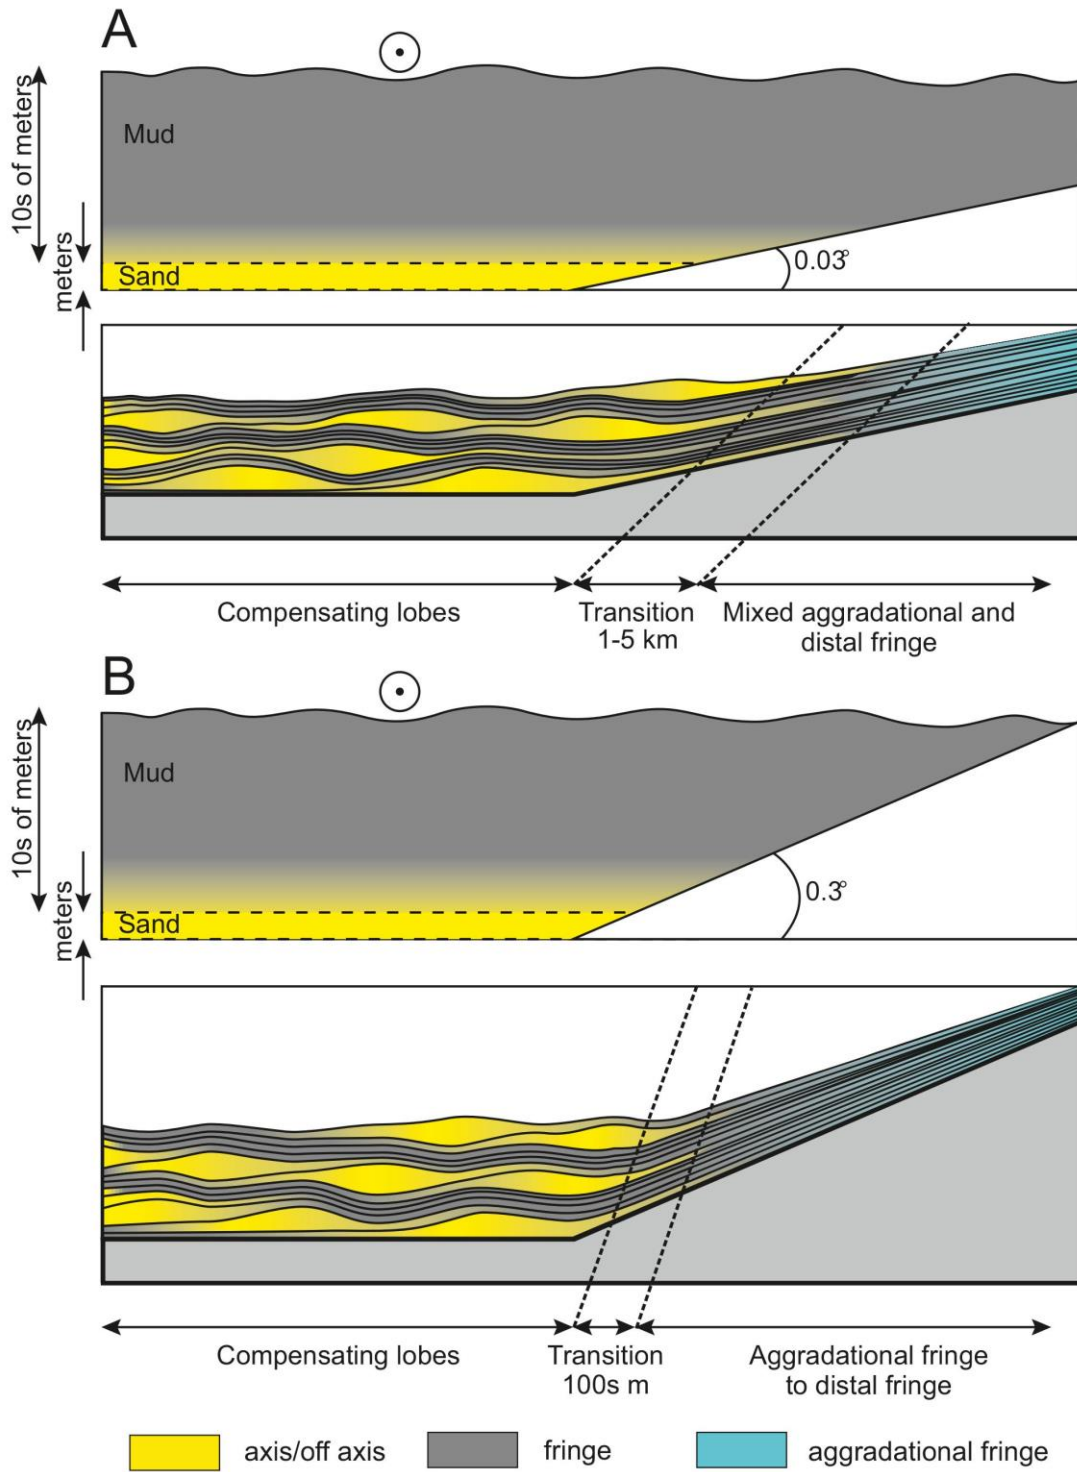 A
10s of meters
Mud
meters
Sand
0.03°
Compensating lobes
Transition
1-5 km
Mixed aggradational and
distal fringe
B
10s of meters
Mud
meters
Sand
0.3°
Compensating lobes
Transition
100s m
Aggradational fringe
to distal fringe
axis/off axis
fringe
aggradational fringe